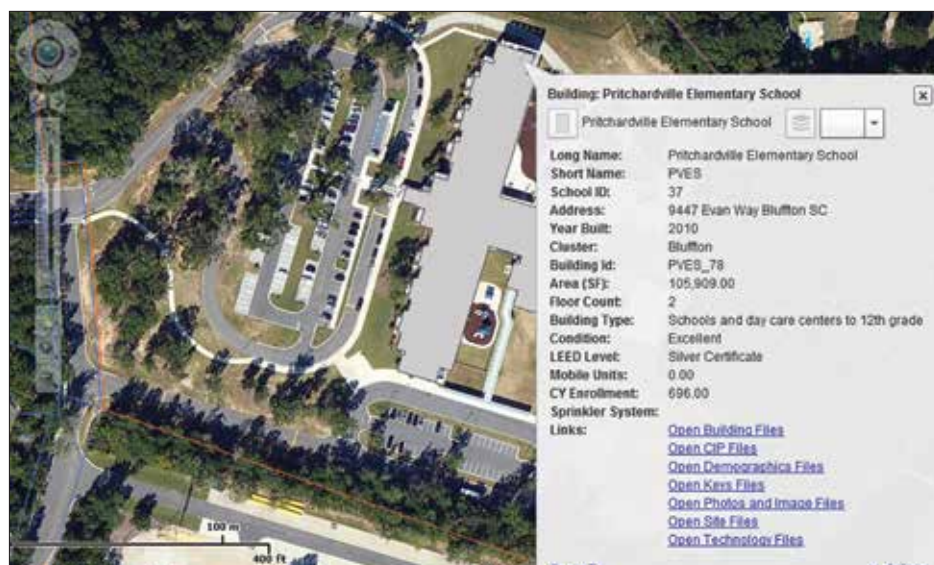 Building: Pritchardville Elementary School
Pritchardville Elementary School
Long Name: Pritchardville Elementary School
Short Name: PVES
School ID: 37
Address: 9447 Evan Way Bluffton SC
Year Built: 2010
Cluster: Bluffton
Building Id: PVES_78
Area (SF): 105,909.00
Floor Count: 2
Building Type: Schools and day care centers to 12th grade
Condition: Excellent
LEED Level: Silver Certificate
Mobile Units: 0.00
CY Enrollment: 696.00
Sprinkler System:
Links: Open Building Files
Open CIP Files
Open Demographics Files
Open Keys Files
Open Photos and Image Files
Open Site Files
Open Technology Files
100 m
400 ft